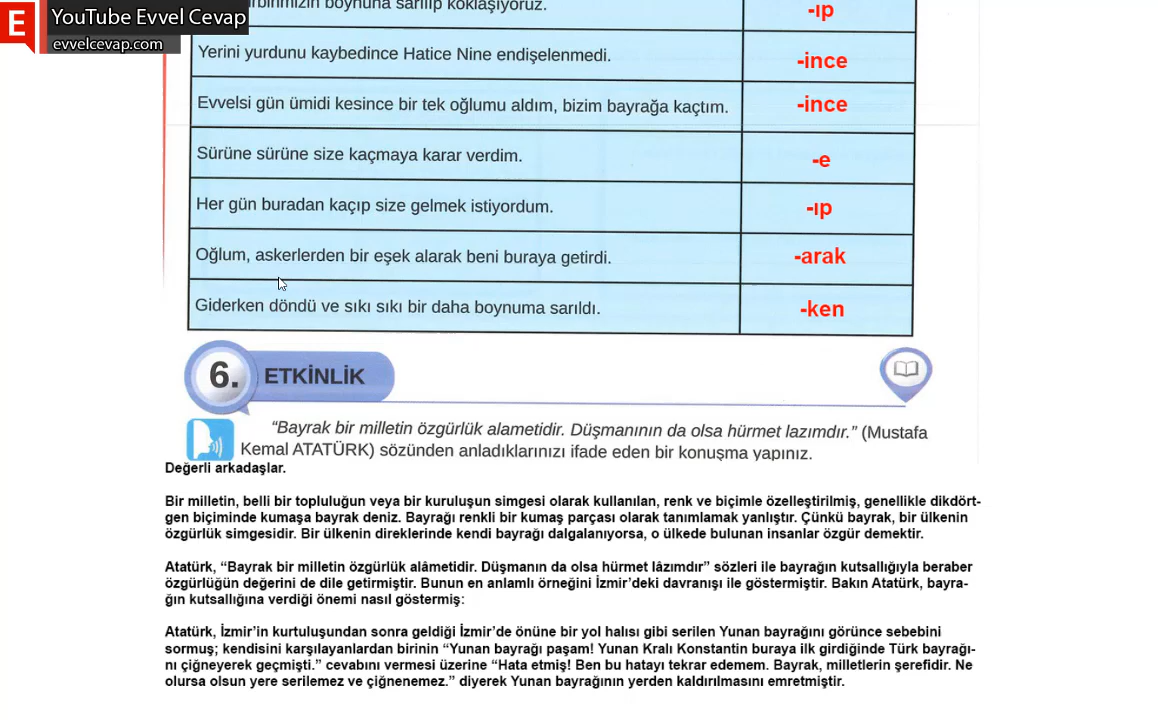 YouTube Evvel Cevap
evvelcevap.com
boynuna sarılıp koklaşıyoruz.
-ıp
Yerini yurdunu kaybedince Hatice Nine endişelenmedi.
-ince
Evvelsi gün ümidi kesince bir tek oğlumu aldım, bizim bayrağa kaçtım.
-ince
Sürüne sürüne size kaçmaya karar verdim.
-e
Her gün buradan kaçıp size gelmek istiyordum.
-ıp
Oğlum, askerlerden bir eşek alarak beni buraya getirdi.
-arak
Giderken döndü ve sıkı sıkı bir daha boynuma sarıldı.
-ken
6. ETKİNLİK
“Bayrak bir milletin özgürlük alametidir. Düşmanının da olsa hürmet lazımdır.” (Mustafa
Kemal ATATÜRK) sözünden anladıklarınızı ifade eden bir konuşma yapınız.
Değerli arkadaşlar.
Bir milletin, belli bir topluluğun veya bir kuruluşun simgesi olarak kullanılan, renk ve biçimle özelleştirilmiş, genellikle dikdört-
gen biçiminde kumaşa bayrak deniz. Bayrağı renkli bir kumaş parçası olarak tanımlamak yanlıştır. Çünkü bayrak, bir ülkenin
özgürlük simgesidir. Bir ülkenin direklerinde kendi bayrağı dalgalanıyorsa, o ülkede bulunan insanlar özgür demektir.
Atatürk, “Bayrak bir milletin özgürlük alâmetidir. Düşmanın da olsa hürmet lâzımdır” sözleri ile bayrağın kutsallığıyla beraber
özgürlüğün değerini de dile getirmiştir. Bunun en anlamlı örneğini İzmir’deki davranışı ile göstermiştir. Bakın Atatürk, bayra-
ğın kutsallığına verdiği önemi nasıl göstermiş:
Atatürk, İzmir’in kurtuluşundan sonra geldiği İzmir’de önüne bir yol halısı gibi serilen Yunan bayrağını görünce sebebini
sormuş; kendisini karşılayanlardan birinin “Yunan bayrağı paşam! Yunan Kralı Konstantin buraya ilk girdiğinde Türk bayrağı-
nı çiğneyerek geçmişti.” cevabını vermesi üzerine “Hata etmiş! Ben bu hatayı tekrar edemem. Bayrak, milletlerin şerefidir. Ne
olursa olsun yere serilemez ve çiğnenemez.” diyerek Yunan bayrağının yerden kaldırılmasını emretmiştir.